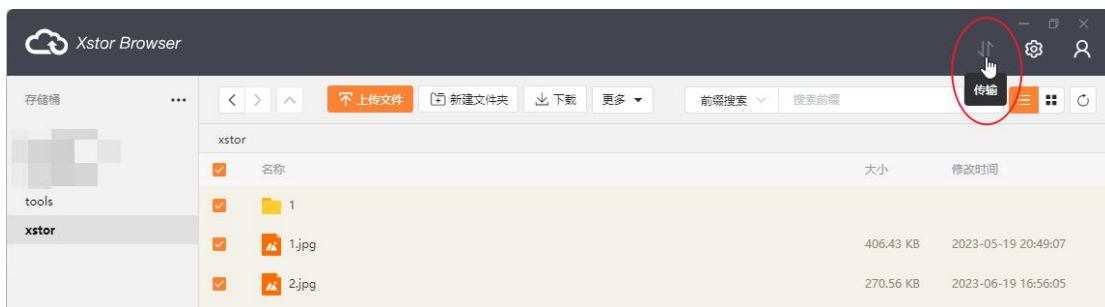 Xstor Browser
传输
存储桶
上传文件 新建文件夹 下载 更多 前缀搜索 搜索前缀
xstor
名称 大小 修改时间
tools
1
xstor
1.jpg 406.43 KB 2023-05-19 20:49:07
2.jpg 270.56 KB 2023-06-19 16:56:05